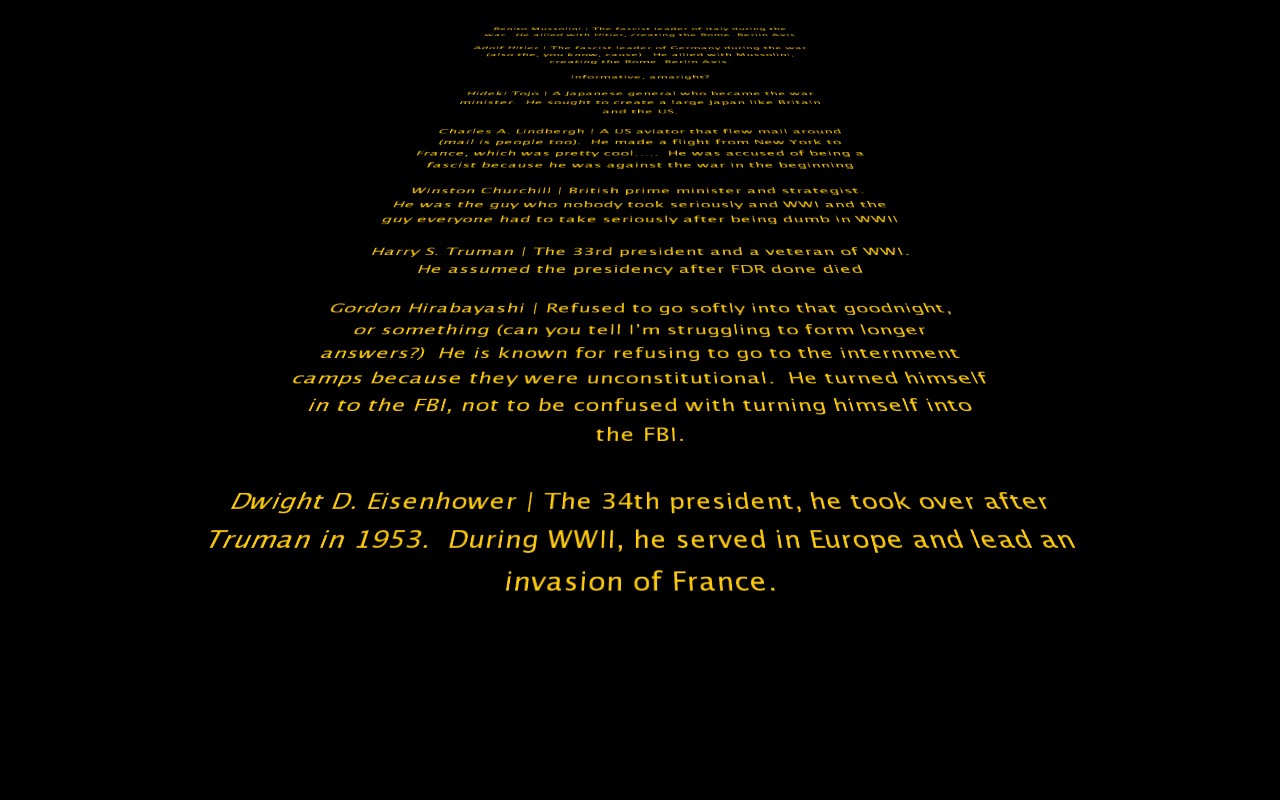 Benito Mussolini | The fascist leader of Italy during the
war. He allied with Hitler, creating the Rome Berlin Axis
Adolf Hitler | The fascist leader of Germany during the war
(also the, you know, cause). He allied with Mussolini,
creating the Rome Berlin Axis
Informative, amaright?
Hideki Tojo | A Japanese general who became the war
minister. He sought to create a large Japan like Britain
and the US.
Charles A. Lindbergh | A US aviator that flew mail around
(mail is people too). He made a flight from New York to
France, which was pretty cool..... He was accused of being a
fascist because he was against the war in the beginning
Winston Churchill | British prime minister and strategist.
He was the guy who nobody took seriously and WWI and the
guy everyone had to take seriously after being dumb in WWII
Harry S. Truman | The 33rd president and a veteran of WWI.
He assumed the presidency after FDR done died
Gordon Hirabayashi | Refused to go softly into that goodnight,
or something (can you tell I'm struggling to form longer
answers?) He is known for refusing to go to the internment
camps because they were unconstitutional. He turned himself
in to the FBI, not to be confused with turning himself into
the FBI.
Dwight D. Eisenhower | The 34th president, he took over after
Truman in 1953. During WWII, he served in Europe and lead an
invasion of France.